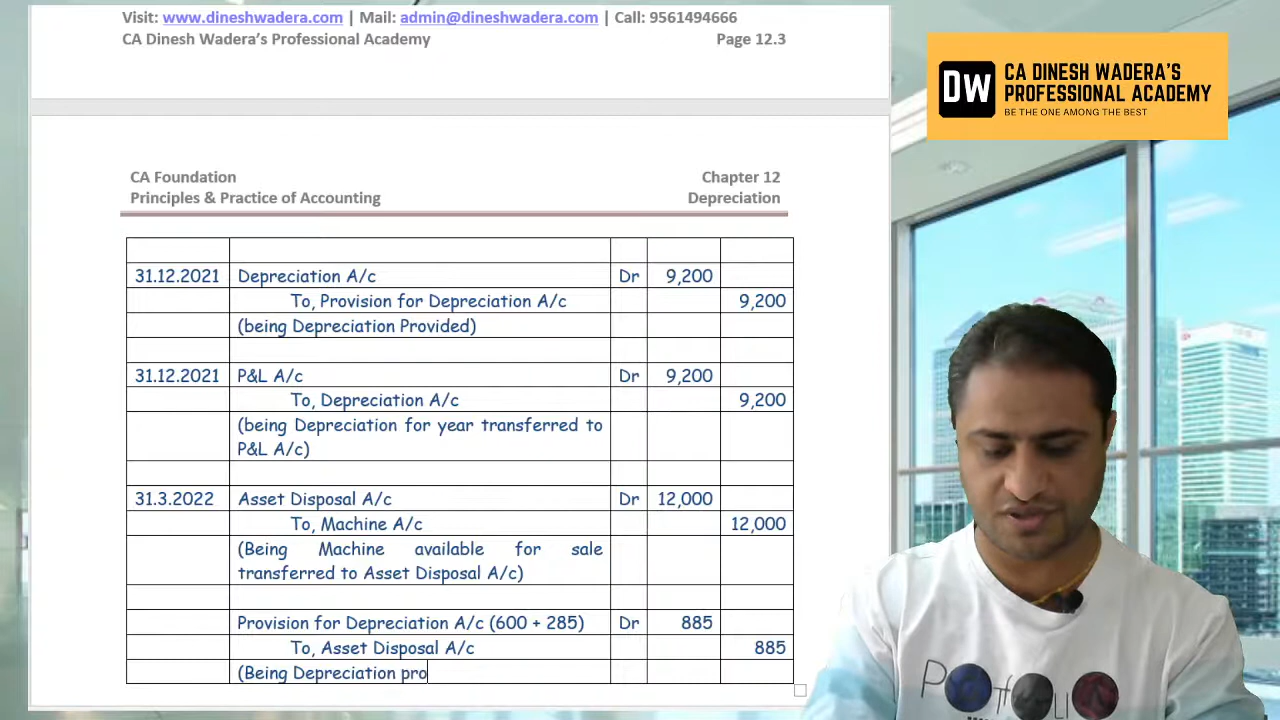 Visit: www.dineshwadera.com | Mail: admin@dineshwadera.com | Call: 9561494666
CA Dinesh Wadera’s Professional Academy Page 12.3
DW
CA DINESH WADERA'S
PROFESSIONAL ACADEMY
BE THE ONE AMONG THE BEST
CA Foundation Chapter 12
Principles & Practice of Accounting Depreciation
31.12.2021 Depreciation A/c Dr 9,200
To, Provision for Depreciation A/c 9,200
(being Depreciation Provided)
31.12.2021 P&L A/c Dr 9,200
To, Depreciation A/c 9,200
(being Depreciation for year transferred to
P&L A/c)
31.3.2022 Asset Disposal A/c Dr 12,000
To, Machine A/c 12,000
(Being Machine available for sale
transferred to Asset Disposal A/c)
Provision for Depreciation A/c (600 + 285) Dr 885
To, Asset Disposal A/c 885
(Being Depreciation pro